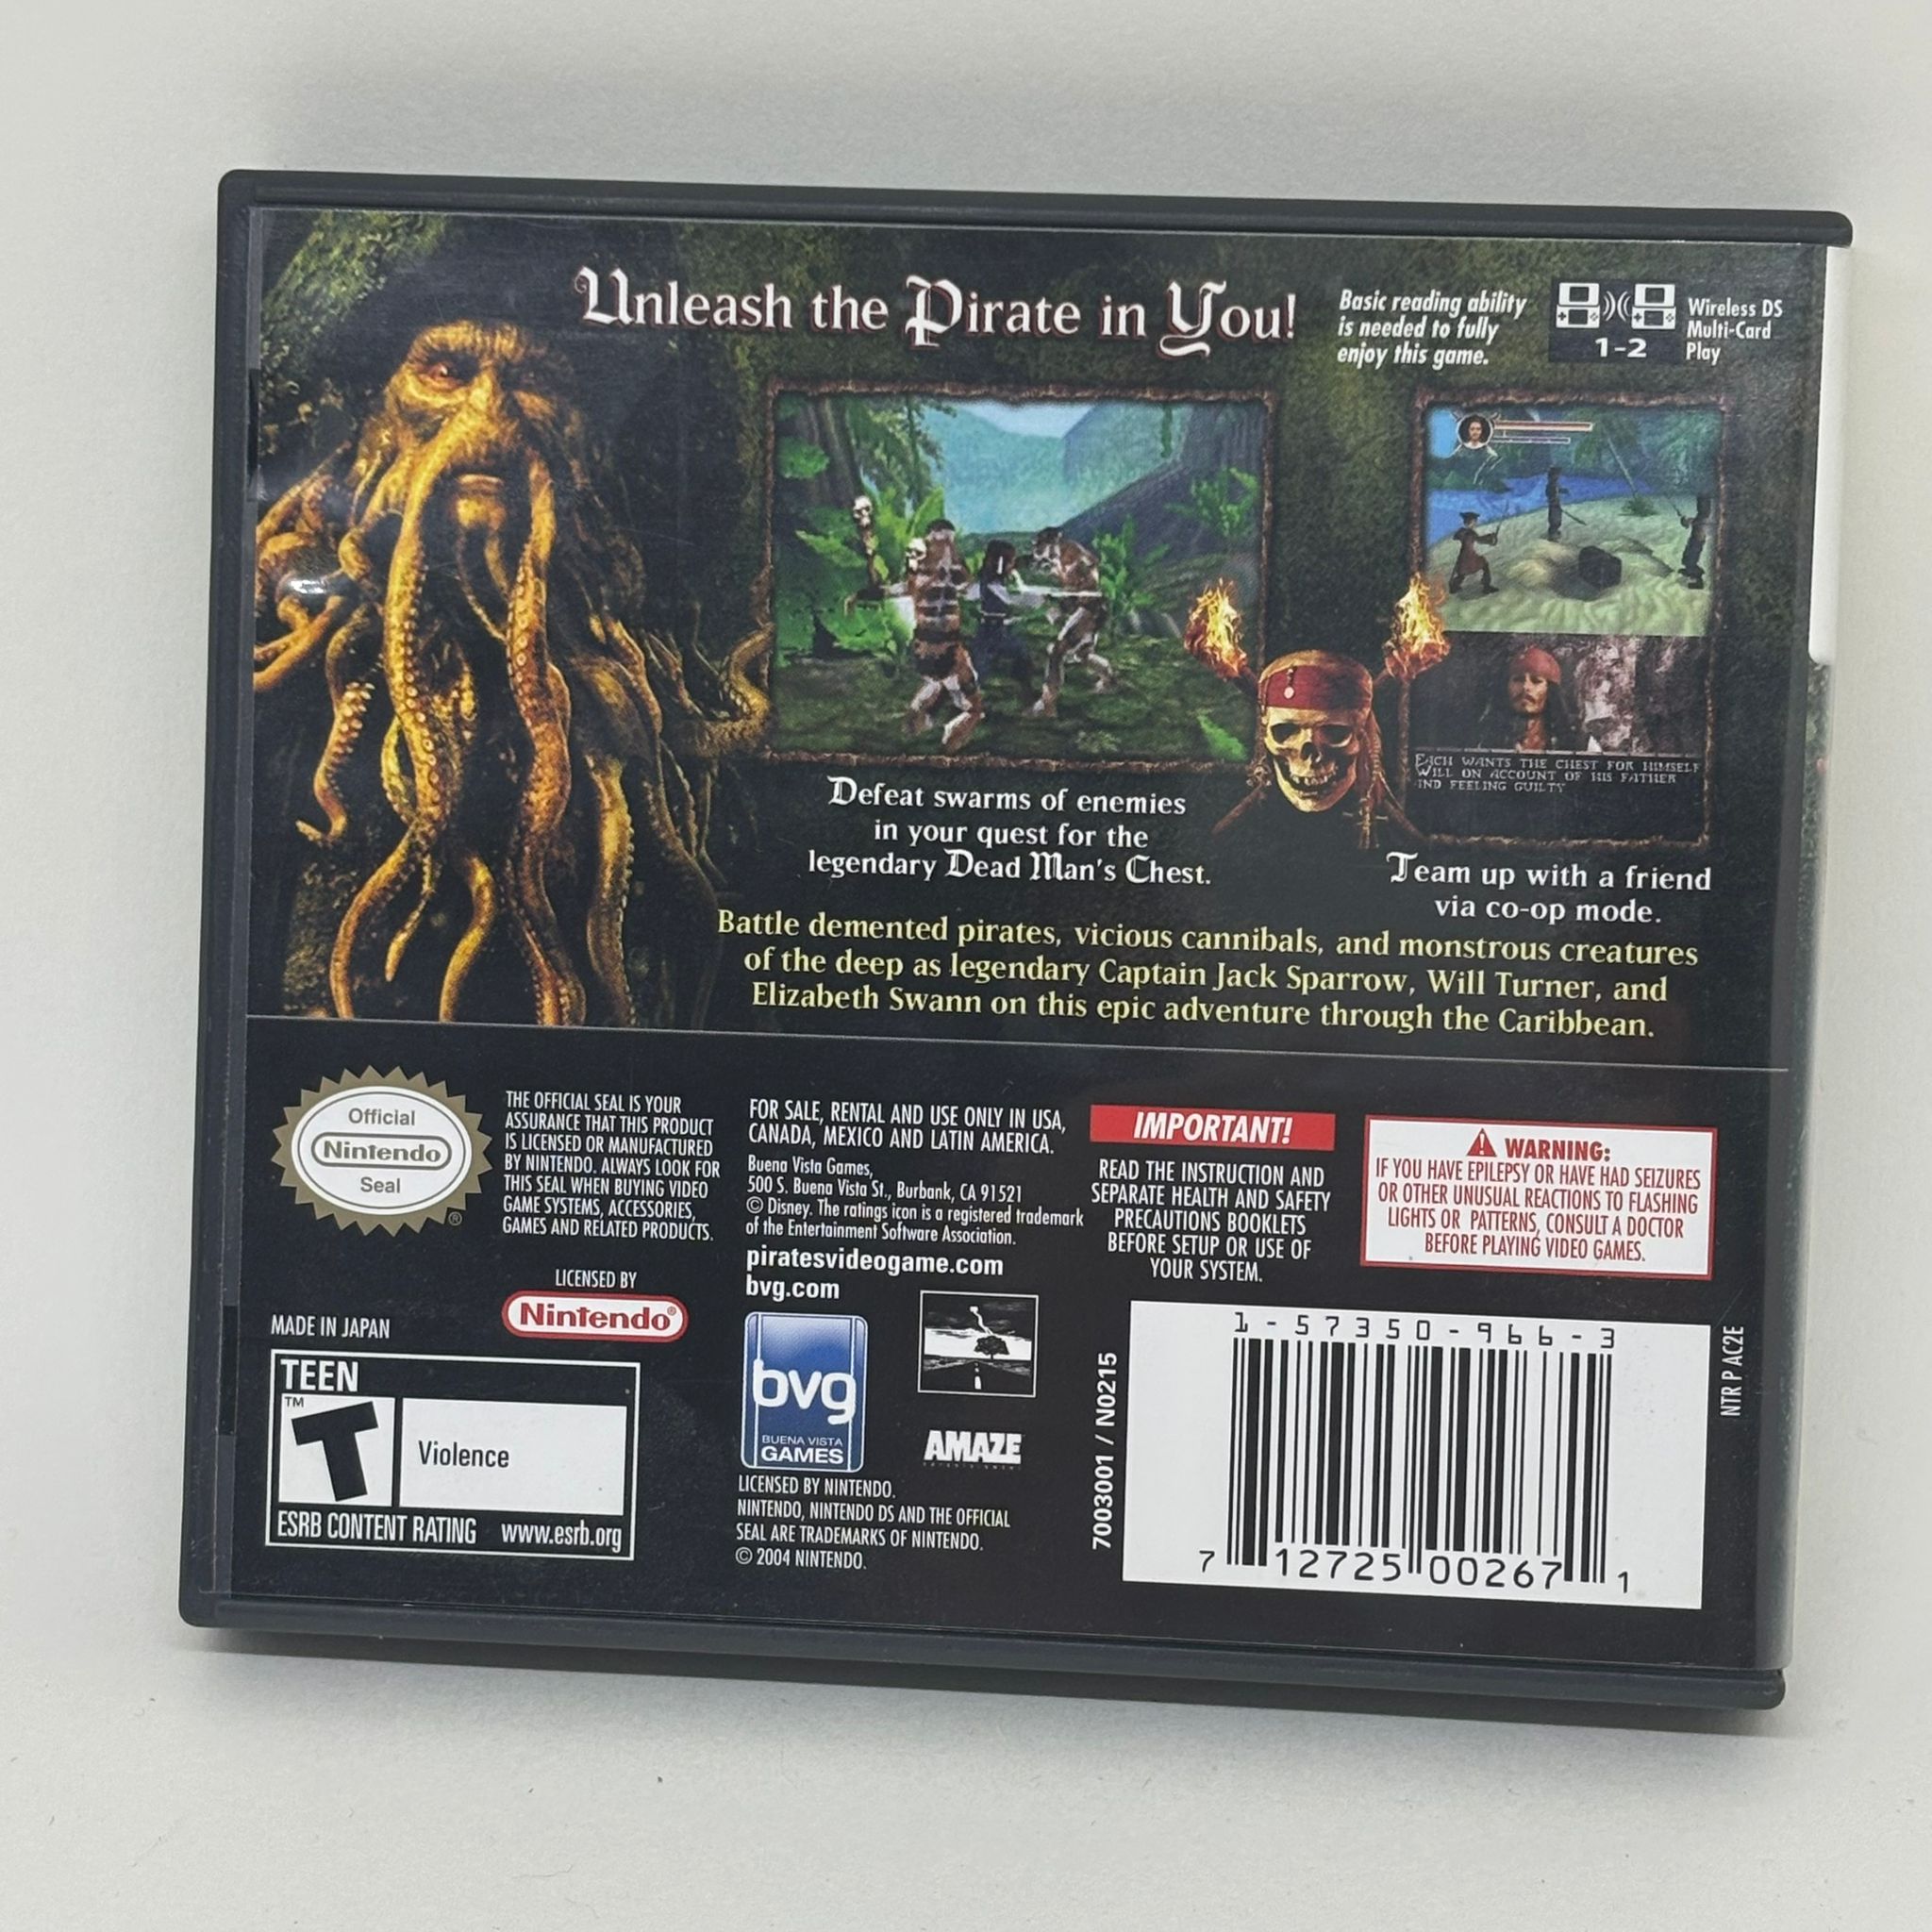 Unleash the Pirate in You!
Basic reading ability
is needed to fully
enjoy this game.
1-2
Wireless DS
Multi-Card
Play
EACH WANTS THE CHEST FOR HIMSELF
WILL ON ACCOUNT OF HIS FATHER
AND FEELING GUILTY
Defeat swarms of enemies
in your quest for the
legendary Dead Man's Chest.
Team up with a friend
via co-op mode.
Battle demented pirates, vicious cannibals, and monstrous creatures
of the deep as legendary Captain Jack Sparrow, Will Turner, and
Elizabeth Swann on this epic adventure through the Caribbean.
Official
Nintendo
Seal
®
THE OFFICIAL SEAL IS YOUR
ASSURANCE THAT THIS PRODUCT
IS LICENSED OR MANUFACTURED
BY NINTENDO. ALWAYS LOOK FOR
THIS SEAL WHEN BUYING VIDEO
GAME SYSTEMS, ACCESSORIES,
GAMES AND RELATED PRODUCTS.
LICENSED BY
Nintendo®
MADE IN JAPAN
TEEN
TM
T
Violence
ESRB CONTENT RATING www.esrb.org
FOR SALE, RENTAL AND USE ONLY IN USA,
CANADA, MEXICO AND LATIN AMERICA.
Buena Vista Games,
500 S. Buena Vista St., Burbank, CA 91521
© Disney. The ratings icon is a registered trademark
of the Entertainment Software Association.
piratesvideogame.com
bvg.com
bvg
BUENA VISTA
GAMES
AMAZE
LICENSED BY NINTENDO.
NINTENDO, NINTENDO DS AND THE OFFICIAL
SEAL ARE TRADEMARKS OF NINTENDO.
© 2004 NINTENDO.
IMPORTANT!
READ THE INSTRUCTION AND
SEPARATE HEALTH AND SAFETY
PRECAUTIONS BOOKLETS
BEFORE SETUP OR USE OF
YOUR SYSTEM.
WARNING:
IF YOU HAVE EPILEPSY OR HAVE HAD SEIZURES
OR OTHER UNUSUAL REACTIONS TO FLASHING
LIGHTS OR PATTERNS, CONSULT A DOCTOR
BEFORE PLAYING VIDEO GAMES.
7003001 / N0215
1-57350-966-3
7 12725 00267 1
NTR P AC2E